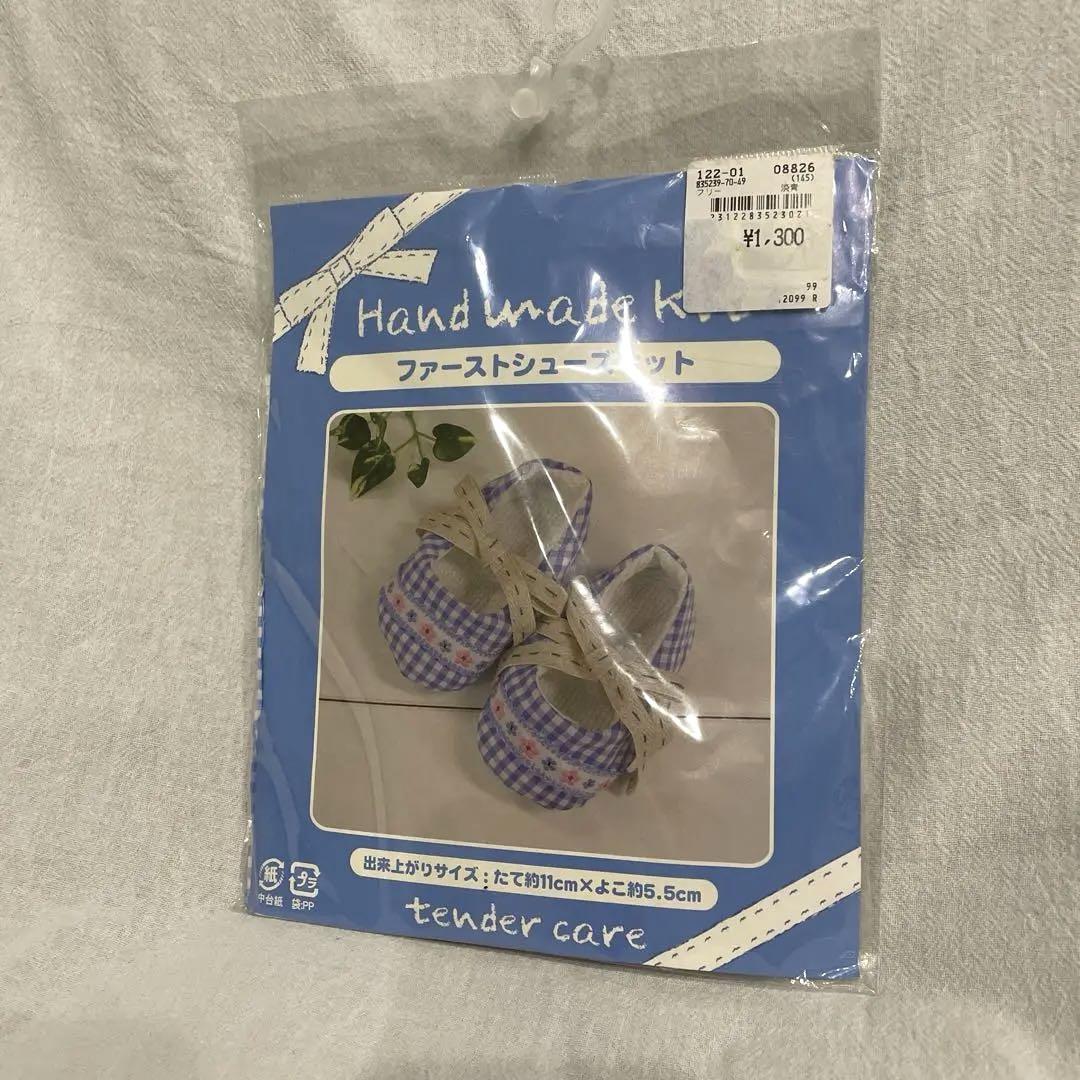 122-01 08826
835239-70-49 (145)
フリー 淡青
2312283523021
¥1,300
99
.2099 R
Handmade Kit
ファーストシューズキット
出来上がりサイズ：たて約11cm×よこ約5.5cm
紙 プラ
中台紙 袋:PP
tender care